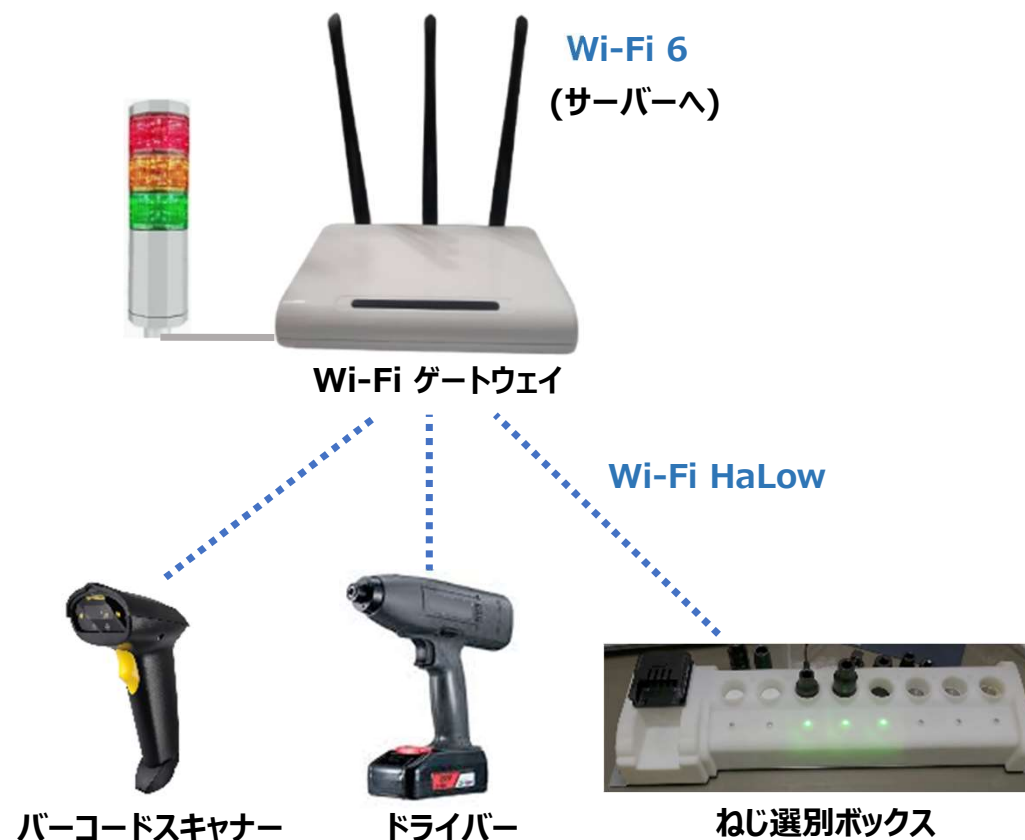 Wi-Fi 6
(サーバーへ)
Wi-Fi ゲートウェイ
Wi-Fi HaLow
バーコードスキャナー
ドライバー
ねじ選別ボックス